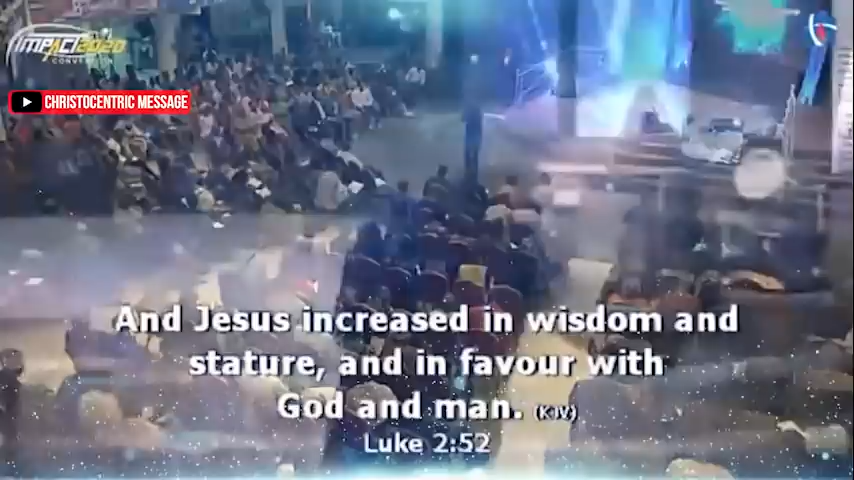 IMPACT2020
CONVENTION
CHRISTOCENTRIC MESSAGE
And Jesus increased in wisdom and
stature, and in favour with
God and man. (KJV)
Luke 2:52